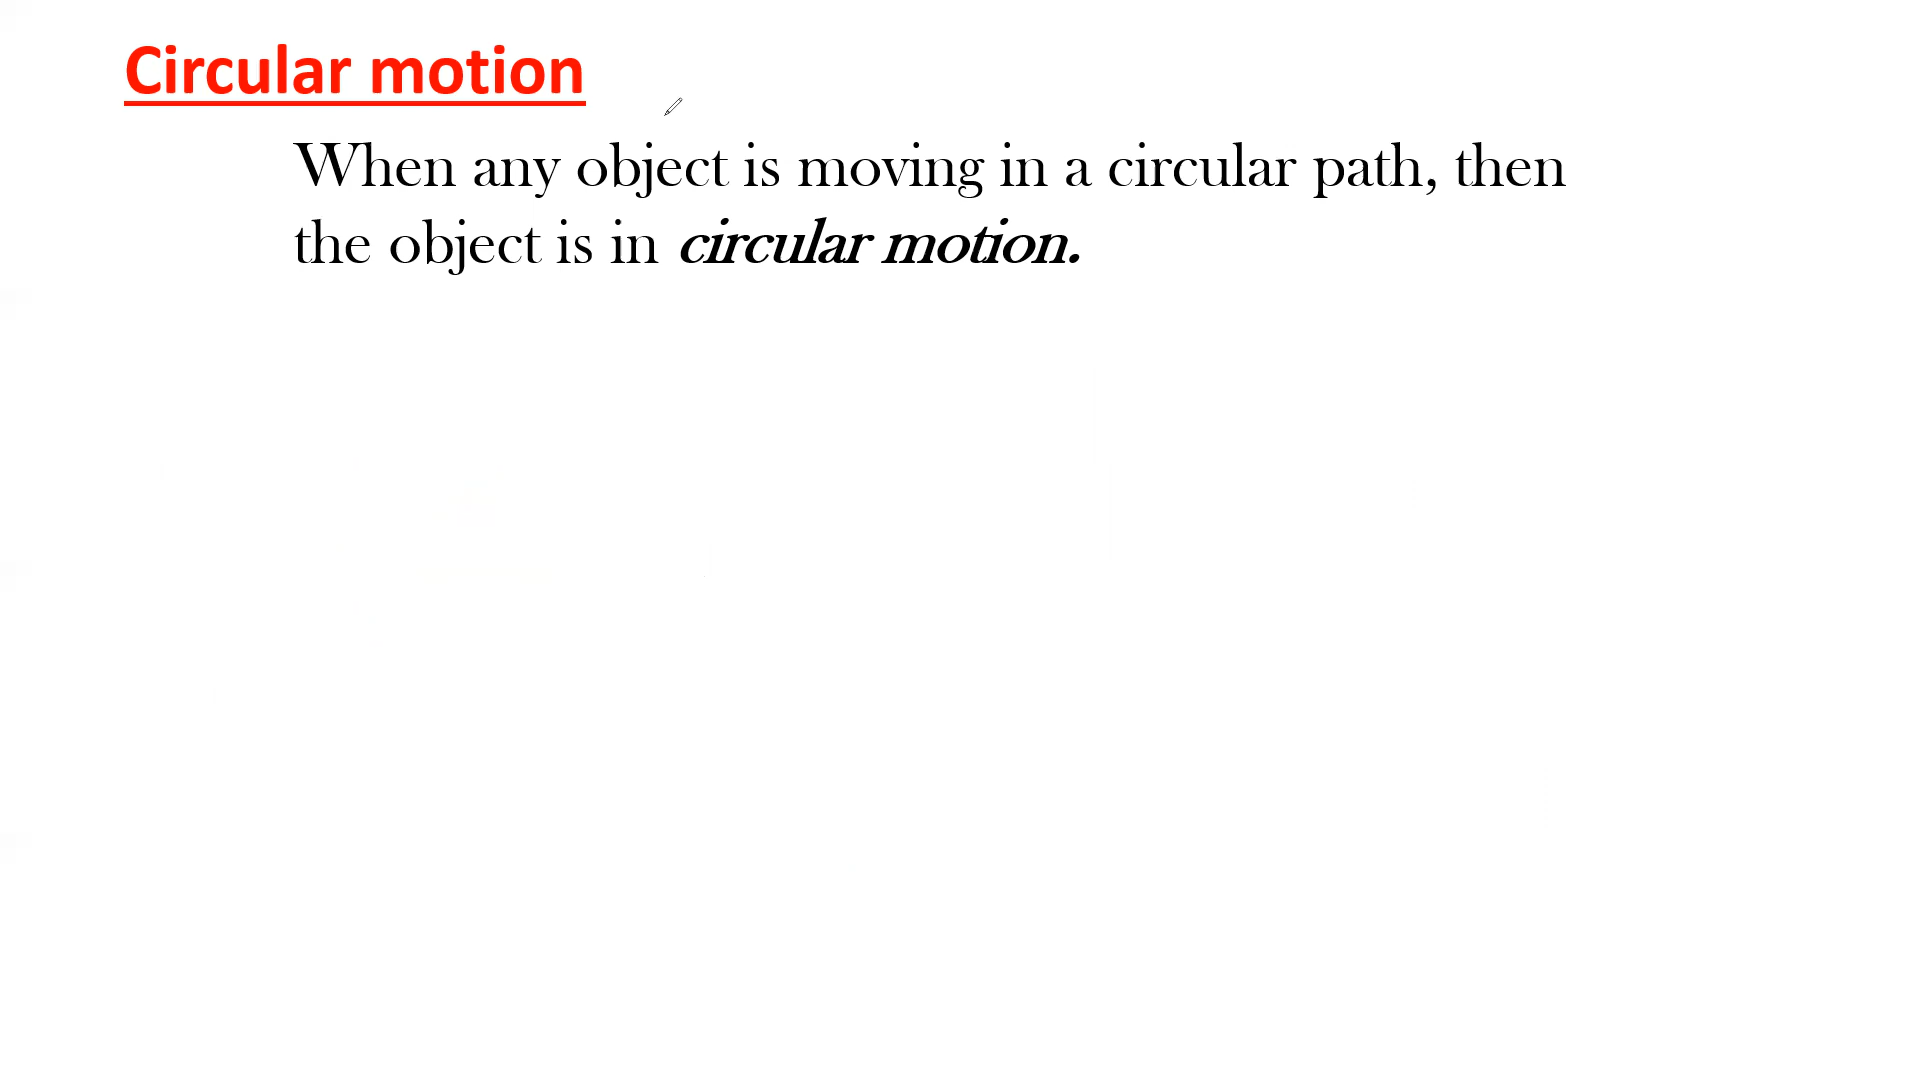 Circular motion
When any object is moving in a circular path, then
the object is in circular motion.